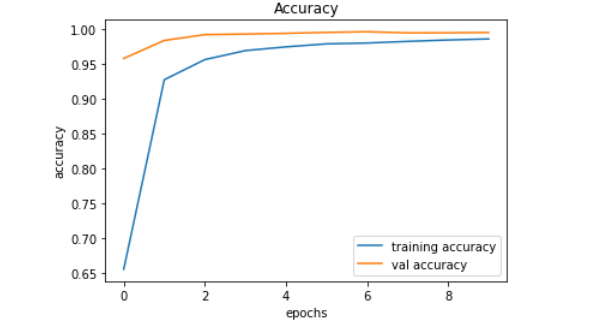 Accuracy
1.00
0.95
0.90
0.85
0.80
0.75
0.70
0.65
accuracy
training accuracy
val accuracy
0 2 4 6 8
epochs